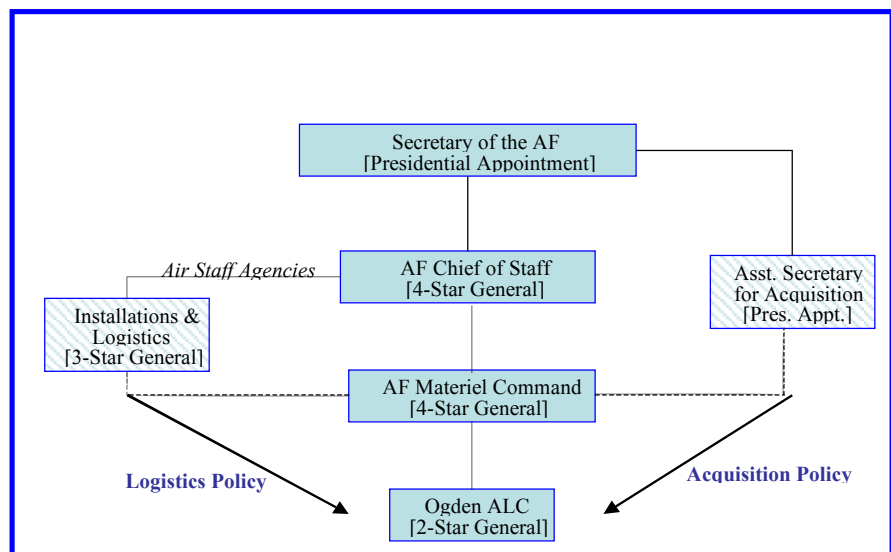 Secretary of the AF
[Presidential Appointment]
Air Staff Agencies
AF Chief of Staff
[4-Star General]
Asst. Secretary
for Acquisition
[Pres. Appt.]
Installations &
Logistics
[3-Star General]
AF Materiel Command
[4-Star General]
Logistics Policy
Acquisition Policy
Ogden ALC
[2-Star General]